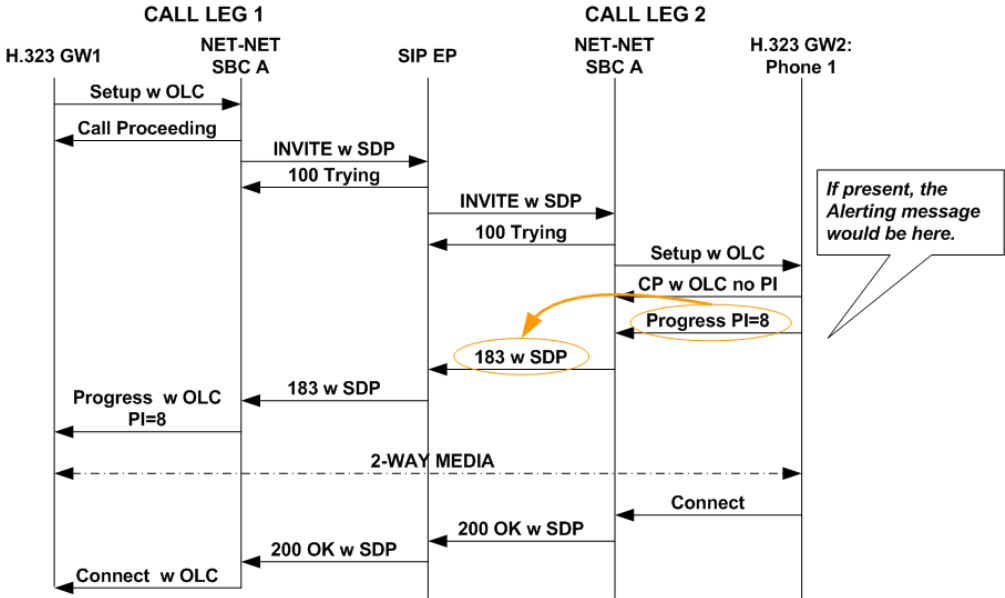 CALL LEG 1
CALL LEG 2
H.323 GW1
NET-NET
SBC A
SIP EP
NET-NET
SBC A
H.323 GW2:
Phone 1
Setup w OLC
Call Proceeding
INVITE w SDP
100 Trying
INVITE w SDP
100 Trying
Setup w OLC
CP w OLC no PI
Progress PI=8
If present, the
Alerting message
would be here.
183 w SDP
183 w SDP
Progress w OLC
PI=8
2-WAY MEDIA
Connect
200 OK w SDP
200 OK w SDP
Connect w OLC